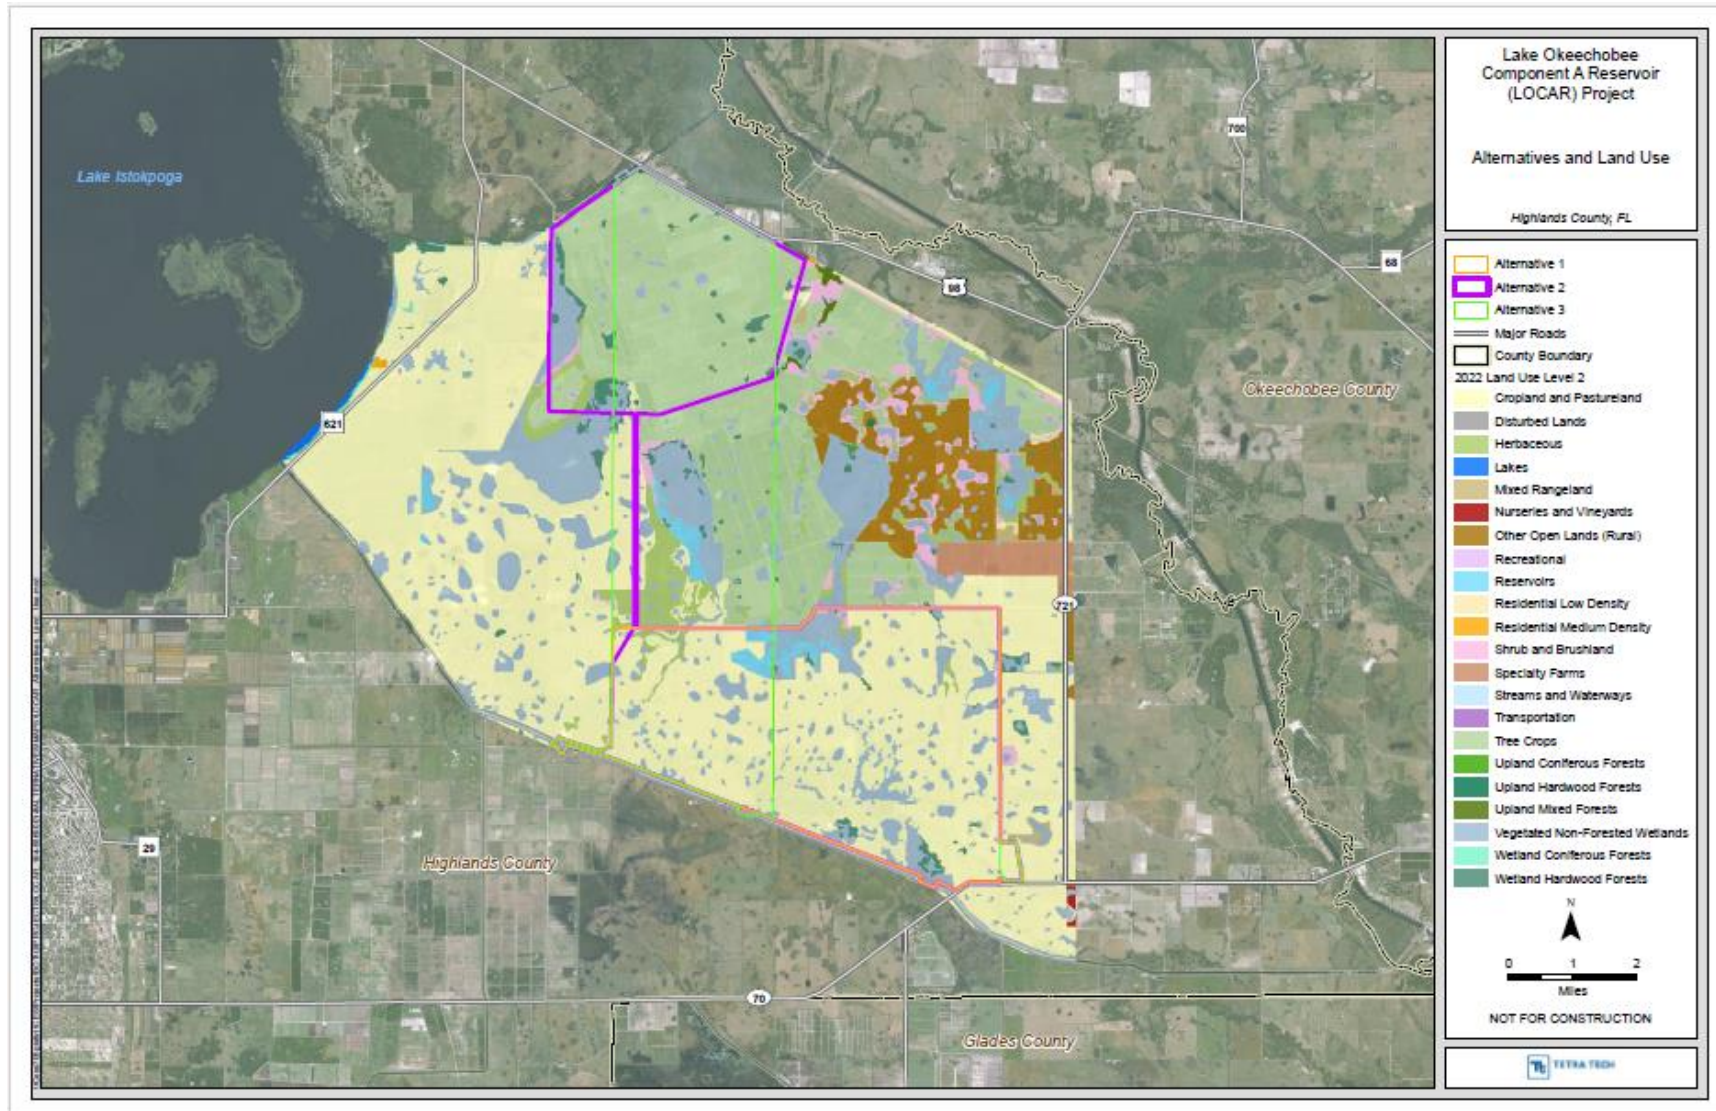 Lake Okeechobee
Component A Reservoir
(LOCAR) Project
Alternatives and Land Use
Highlands County, FL
Alternative 1
Alternative 2
Alternative 3
Major Roads
County Boundary
2022 Land Use Level 2
Cropland and Pastureland
Disturbed Lands
Herbaceous
Lakes
Mixed Rangeland
Nurseries and Vineyards
Other Open Lands (Rural)
Recreational
Reservoirs
Residential Low Density
Residential Medium Density
Shrub and Brushland
Specialty Farms
Streams and Waterways
Transportation
Tree Crops
Upland Coniferous Forests
Upland Hardwood Forests
Upland Mixed Forests
Vegetated Non-Forested Wetlands
Wetland Coniferous Forests
Wetland Hardwood Forests
N
0 1 2
Miles
NOT FOR CONSTRUCTION
TETRA TECH
Lake Istokpoga
700
68
98
Okeechobee County
621
721
29
Highlands County
70
Glades County